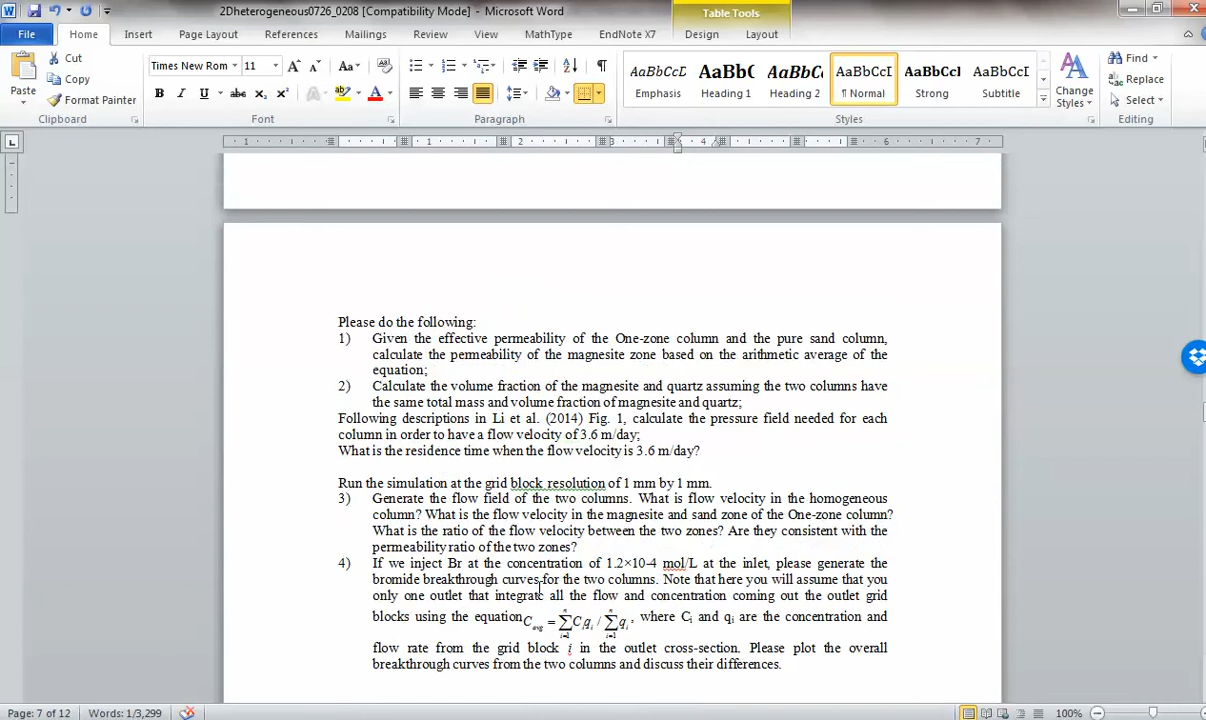 2Dheterogeneous0726_0208 [Compatibility Mode] - Microsoft Word
Table Tools
File Home Insert Page Layout References Mailings Review View MathType EndNote X7 Design Layout
Paste
Cut
Copy
Format Painter
Clipboard
Times New Rom 11
Font
Paragraph
AaBbCcD AaBb( AaBbC AaBbCcI AaBbCcI AaBbCcD
Emphasis Heading 1 Heading 2 ¶ Normal Strong Subtitle
Change Styles
Styles
Find
Replace
Select
Editing
1 1 2 3 4 6 7
Please do the following:
1) Given the effective permeability of the One-zone column and the pure sand column,
calculate the permeability of the magnesite zone based on the arithmetic average of the
equation;
2) Calculate the volume fraction of the magnesite and quartz assuming the two columns have
the same total mass and volume fraction of magnesite and quartz;
Following descriptions in Li et al. (2014) Fig. 1, calculate the pressure field needed for each
column in order to have a flow velocity of 3.6 m/day;
What is the residence time when the flow velocity is 3.6 m/day?
Run the simulation at the grid block resolution of 1 mm by 1 mm.
3) Generate the flow field of the two columns. What is flow velocity in the homogeneous
column? What is the flow velocity in the magnesite and sand zone of the One-zone column?
What is the ratio of the flow velocity between the two zones? Are they consistent with the
permeability ratio of the two zones?
4) If we inject Br at the concentration of 1.2×10-4 mol/L at the inlet, please generate the
bromide breakthrough curves for the two columns. Note that here you will assume that you
only one outlet that integrate all the flow and concentration coming out the outlet grid
blocks using the equation C_avg = ∑_{i=1}^{n} C_i q_i / ∑_{i=1}^{n} q_i, where Ci and qi are the concentration and
flow rate from the grid block i in the outlet cross-section. Please plot the overall
breakthrough curves from the two columns and discuss their differences.
Page: 7 of 12 Words: 1/3,299 100%